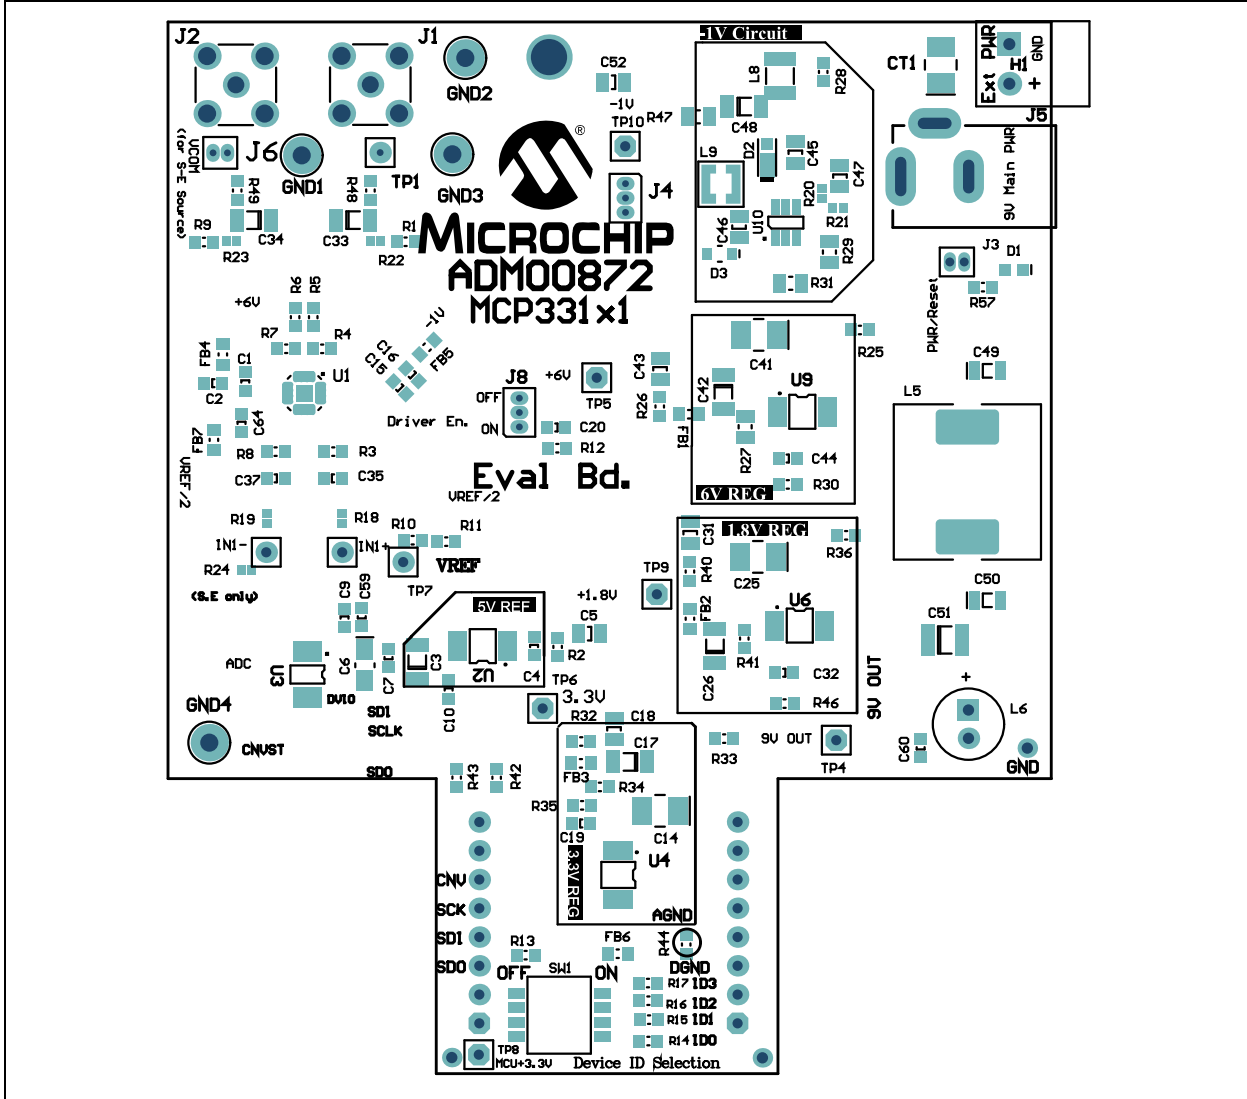 -1V Circuit
J2
J1
GND2
C52
-1V
TP10
R47
L8
R28
C48
D2
C45
L9
C47
R20
R21
C46
U10
D3
R29
R31
CT1
Ext PWR
GND
H1
+
J5
9V Main PWR
VCOM
(for S-E Source)
J6
GND1
TP1
GND3
J4
®
R49
R48
R9
C34
R23
C33
R1
R22
MICROCHIP
ADM00872
MCP331x1
J3
D1
R57
PWR/Reset
+6V
R6
R5
R7
R4
FB4
C1
C2
U1
C64
FB7
VREF/2
R8
R3
C37
C35
-1V
C16
C15
FB5
J8
OFF
ON
Driver En.
+6V
TP5
C20
R12
Eval Bd.
VREF/2
C43
R26
FB1
C42
C41
U9
R27
C44
R30
6V REG
R25
C49
L5
R19
R18
IN1-
IN1+
R24
(S.E only)
R10
R11
VREF
TP7
C31
1.8V REG
R40
C25
FB2
U6
R41
C26
C32
R46
R36
TP9
C50
C51
C9
C59
5V REF
+1.8V
C5
C3
U2
C4
R2
C10
TP6
3.3V
ADC
U3
C6
C7
DVIO
SDI
SCLK
GND4
CNVST
SDO
9V OUT
+
L6
C60
GND
9V OUT
TP4
R33
R32
C18
C17
FB3
R34
R35
C19
C14
U4
3.3V REG
AGND
R43
R42
CNV
SCK
SDI
SDO
R13
FB6
R44
DGND
OFF
SW1
ON
R17 ID3
R16 ID2
R15 ID1
R14 ID0
TP8
MCU+3.3V
Device ID Selection